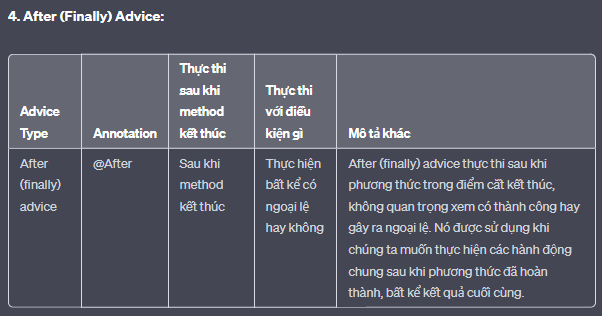 4. After (Finally) Advice:
Advice Type
Annotation
Thực thi sau khi method kết thúc
Thực thi với điều kiện gì
Mô tả khác
After (finally) advice
@After
Sau khi method kết thúc
Thực hiện bất kể có ngoại lệ hay không
After (finally) advice thực thi sau khi
phương thức trong điểm cắt kết thúc,
không quan trọng xem có thành công hay
gây ra ngoại lệ. Nó được sử dụng khi
chúng ta muốn thực hiện các hành động
chung sau khi phương thức đã hoàn
thành, bất kể kết quả cuối cùng.